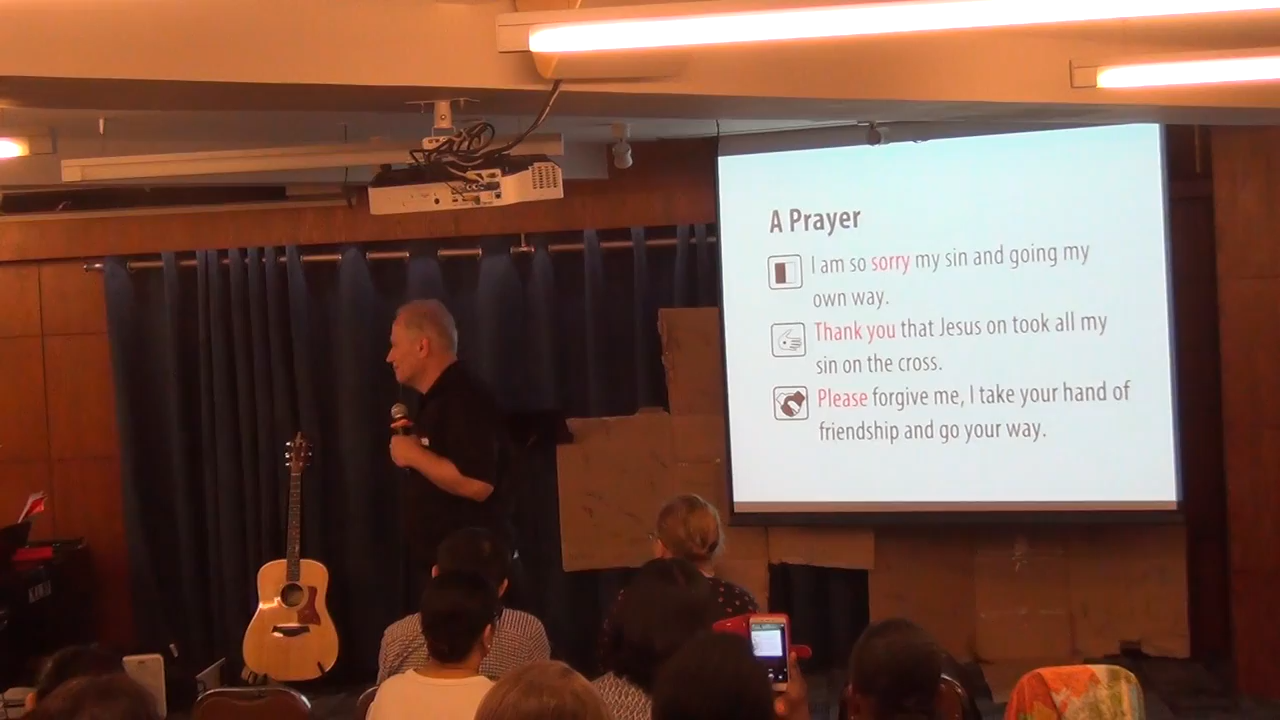 A Prayer
I am so sorry my sin and going my
own way.
Thank you that Jesus on took all my
sin on the cross.
Please forgive me, I take your hand of
friendship and go your way.